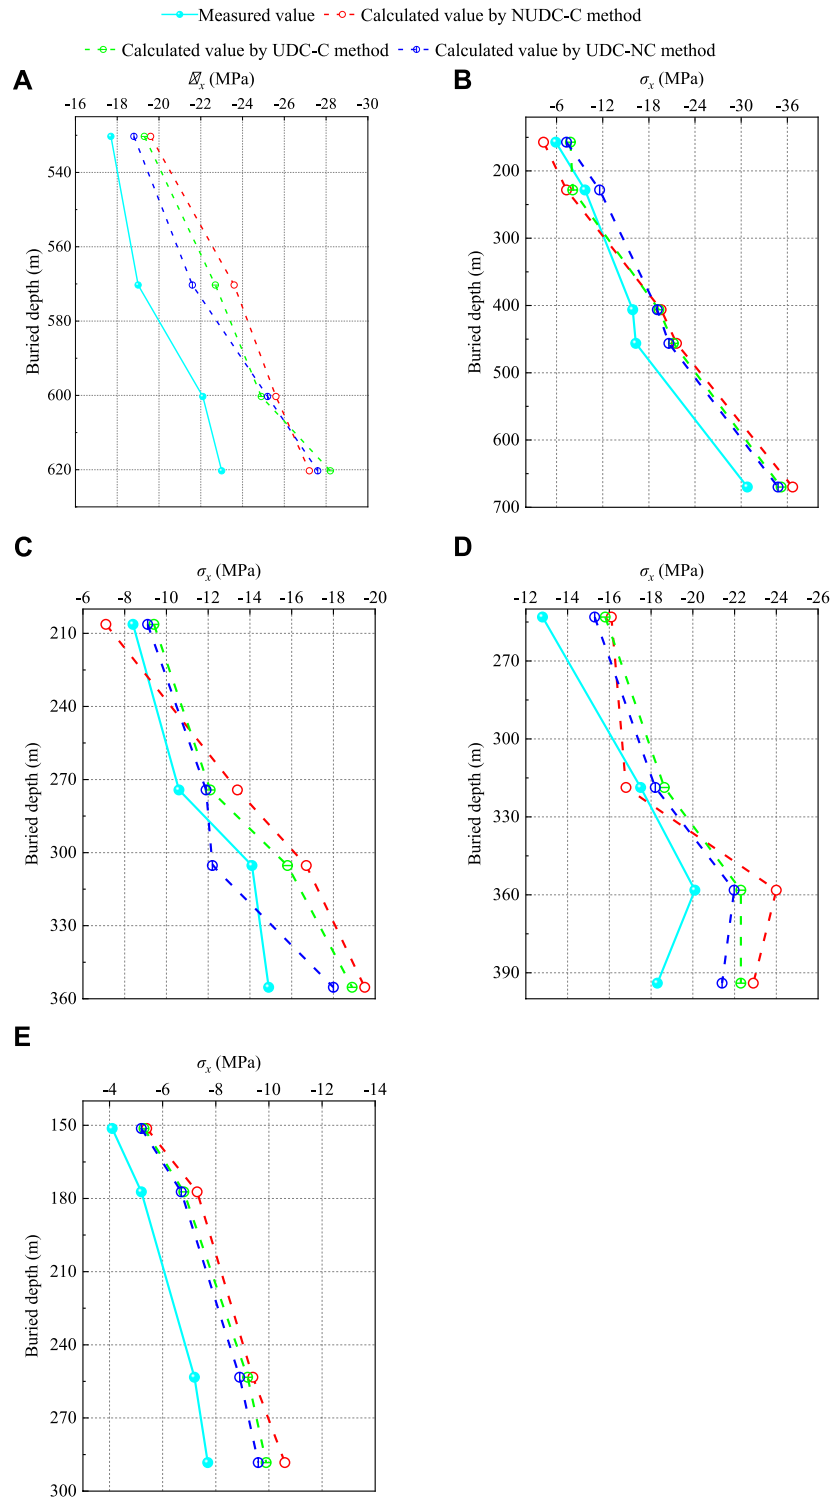 Measured value Calculated value by NUDC-C method
Calculated value by UDC-C method Calculated value by UDC-NC method
A
x (MPa)
-16 -18 -20 -22 -24 -26 -28 -30
540
560
580
600
620
Buried depth (m)
B
σx (MPa)
-6 -12 -18 -24 -30 -36
200
300
400
500
600
700
Buried depth (m)
C
σx (MPa)
-6 -8 -10 -12 -14 -16 -18 -20
210
240
270
300
330
360
Buried depth (m)
D
σx (MPa)
-12 -14 -16 -18 -20 -22 -24 -26
270
300
330
360
390
Buried depth (m)
E
σx (MPa)
-4 -6 -8 -10 -12 -14
150
180
210
240
270
300
Buried depth (m)